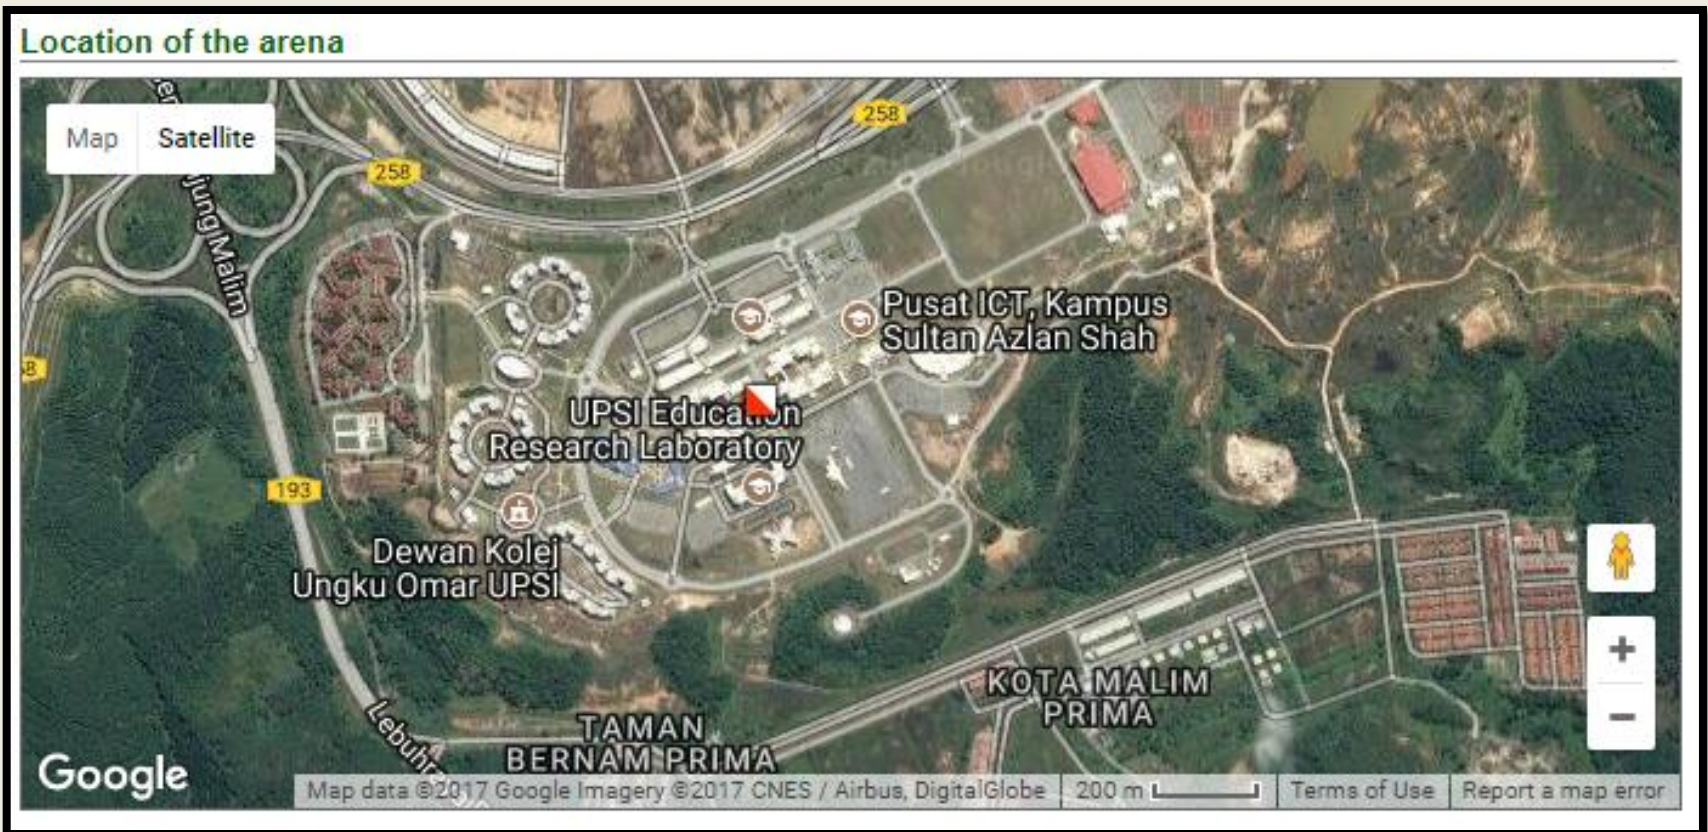 Location of the arena
Map
Satellite
258
258
jungMalim
Pusat ICT, Kampus
Sultan Azlan Shah
UPSI Education
Research Laboratory
193
Dewan Kolej
Ungku Omar UPSI
KOTA MALIM
PRIMA
TAMAN
BERNAM PRIMA
Lebuhra
Google
Map data ©2017 Google Imagery ©2017 CNES / Airbus, DigitalGlobe
200 m
Terms of Use
Report a map error